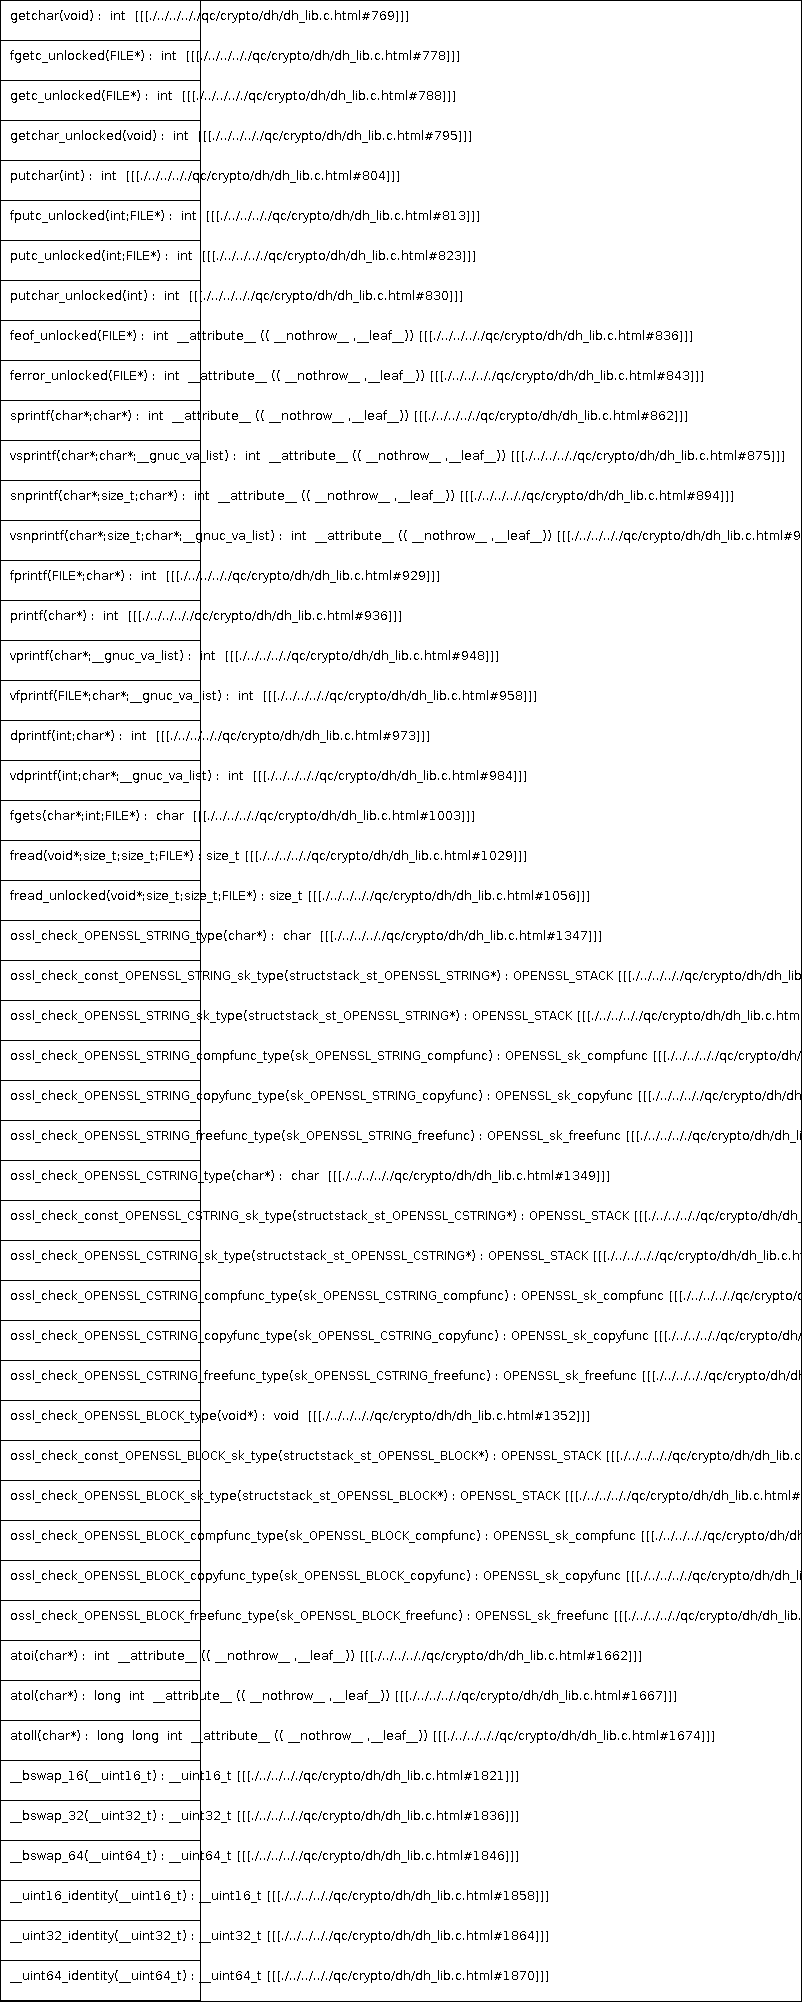 getchar(void) :  int  [[[./../../../qc/crypto/dh/dh_lib.c.html#769]]]
fgetc_unlocked(FILE*) :  int  [[[./../../../qc/crypto/dh/dh_lib.c.html#778]]]
getc_unlocked(FILE*) :  int  [[[./../../../qc/crypto/dh/dh_lib.c.html#788]]]
getchar_unlocked(void) :  int  [[[./../../../qc/crypto/dh/dh_lib.c.html#795]]]
putchar(int) :  int  [[[./../../../qc/crypto/dh/dh_lib.c.html#804]]]
fputc_unlocked(int;FILE*) :  int  [[[./../../../qc/crypto/dh/dh_lib.c.html#813]]]
putc_unlocked(int;FILE*) :  int  [[[./../../../qc/crypto/dh/dh_lib.c.html#823]]]
putchar_unlocked(int) :  int  [[[./../../../qc/crypto/dh/dh_lib.c.html#830]]]
feof_unlocked(FILE*) :  int  __attribute__ (( __nothrow__ ,__leaf__)) [[[./../../../qc/crypto/dh/dh_lib.c.html#836]]]
ferror_unlocked(FILE*) :  int  __attribute__ (( __nothrow__ ,__leaf__)) [[[./../../../qc/crypto/dh/dh_lib.c.html#843]]]
sprintf(char*;char*) :  int  __attribute__ (( __nothrow__ ,__leaf__)) [[[./../../../qc/crypto/dh/dh_lib.c.html#862]]]
vsprintf(char*;char*;__gnuc_va_list) :  int  __attribute__ (( __nothrow__ ,__leaf__)) [[[./../../../qc/crypto/dh/dh_lib.c.html#875]]]
snprintf(char*;size_t;char*) :  int  __attribute__ (( __nothrow__ ,__leaf__)) [[[./../../../qc/crypto/dh/dh_lib.c.html#894]]]
vsnprintf(char*;size_t;char*;__gnuc_va_list) :  int  __attribute__ (( __nothrow__ ,__leaf__)) [[[./../../../qc/crypto/dh/dh_lib.c.html#9
fprintf(FILE*;char*) :  int  [[[./../../../qc/crypto/dh/dh_lib.c.html#929]]]
printf(char*) :  int  [[[./../../../qc/crypto/dh/dh_lib.c.html#936]]]
vprintf(char*;__gnuc_va_list) :  int  [[[./../../../qc/crypto/dh/dh_lib.c.html#948]]]
vfprintf(FILE*;char*;__gnuc_va_list) :  int  [[[./../../../qc/crypto/dh/dh_lib.c.html#958]]]
dprintf(int;char*) :  int  [[[./../../../qc/crypto/dh/dh_lib.c.html#973]]]
vdprintf(int;char*;__gnuc_va_list) :  int  [[[./../../../qc/crypto/dh/dh_lib.c.html#984]]]
fgets(char*;int;FILE*) :  char  [[[./../../../qc/crypto/dh/dh_lib.c.html#1003]]]
fread(void*;size_t;size_t;FILE*) : size_t [[[./../../../qc/crypto/dh/dh_lib.c.html#1029]]]
fread_unlocked(void*;size_t;size_t;FILE*) : size_t [[[./../../../qc/crypto/dh/dh_lib.c.html#1056]]]
ossl_check_OPENSSL_STRING_type(char*) :  char  [[[./../../../qc/crypto/dh/dh_lib.c.html#1347]]]
ossl_check_const_OPENSSL_STRING_sk_type(structstack_st_OPENSSL_STRING*) : OPENSSL_STACK [[[./../../../qc/crypto/dh/dh_lib
ossl_check_OPENSSL_STRING_sk_type(structstack_st_OPENSSL_STRING*) : OPENSSL_STACK [[[./../../../qc/crypto/dh/dh_lib.c.htm
ossl_check_OPENSSL_STRING_compfunc_type(sk_OPENSSL_STRING_compfunc) : OPENSSL_sk_compfunc [[[./../../../qc/crypto/dh/
ossl_check_OPENSSL_STRING_copyfunc_type(sk_OPENSSL_STRING_copyfunc) : OPENSSL_sk_copyfunc [[[./../../../qc/crypto/dh/dh
ossl_check_OPENSSL_STRING_freefunc_type(sk_OPENSSL_STRING_freefunc) : OPENSSL_sk_freefunc [[[./../../../qc/crypto/dh/dh_li
ossl_check_OPENSSL_CSTRING_type(char*) :  char  [[[./../../../qc/crypto/dh/dh_lib.c.html#1349]]]
ossl_check_const_OPENSSL_CSTRING_sk_type(structstack_st_OPENSSL_CSTRING*) : OPENSSL_STACK [[[./../../../qc/crypto/dh/dh_
ossl_check_OPENSSL_CSTRING_sk_type(structstack_st_OPENSSL_CSTRING*) : OPENSSL_STACK [[[./../../../qc/crypto/dh/dh_lib.c.ht
ossl_check_OPENSSL_CSTRING_compfunc_type(sk_OPENSSL_CSTRING_compfunc) : OPENSSL_sk_compfunc [[[./../../../qc/crypto/d
ossl_check_OPENSSL_CSTRING_copyfunc_type(sk_OPENSSL_CSTRING_copyfunc) : OPENSSL_sk_copyfunc [[[./../../../qc/crypto/dh/
ossl_check_OPENSSL_CSTRING_freefunc_type(sk_OPENSSL_CSTRING_freefunc) : OPENSSL_sk_freefunc [[[./../../../qc/crypto/dh/dh
ossl_check_OPENSSL_BLOCK_type(void*) :  void  [[[./../../../qc/crypto/dh/dh_lib.c.html#1352]]]
ossl_check_const_OPENSSL_BLOCK_sk_type(structstack_st_OPENSSL_BLOCK*) : OPENSSL_STACK [[[./../../../qc/crypto/dh/dh_lib.c
ossl_check_OPENSSL_BLOCK_sk_type(structstack_st_OPENSSL_BLOCK*) : OPENSSL_STACK [[[./../../../qc/crypto/dh/dh_lib.c.html#
ossl_check_OPENSSL_BLOCK_compfunc_type(sk_OPENSSL_BLOCK_compfunc) : OPENSSL_sk_compfunc [[[./../../../qc/crypto/dh/dh
ossl_check_OPENSSL_BLOCK_copyfunc_type(sk_OPENSSL_BLOCK_copyfunc) : OPENSSL_sk_copyfunc [[[./../../../qc/crypto/dh/dh_li
ossl_check_OPENSSL_BLOCK_freefunc_type(sk_OPENSSL_BLOCK_freefunc) : OPENSSL_sk_freefunc [[[./../../../qc/crypto/dh/dh_lib.
atoi(char*) :  int  __attribute__ (( __nothrow__ ,__leaf__)) [[[./../../../qc/crypto/dh/dh_lib.c.html#1662]]]
atol(char*) :  long  int  __attribute__ (( __nothrow__ ,__leaf__)) [[[./../../../qc/crypto/dh/dh_lib.c.html#1667]]]
atoll(char*) :  long  long  int  __attribute__ (( __nothrow__ ,__leaf__)) [[[./../../../qc/crypto/dh/dh_lib.c.html#1674]]]
__bswap_16(__uint16_t) : __uint16_t [[[./../../../qc/crypto/dh/dh_lib.c.html#1821]]]
__bswap_32(__uint32_t) : __uint32_t [[[./../../../qc/crypto/dh/dh_lib.c.html#1836]]]
__bswap_64(__uint64_t) : __uint64_t [[[./../../../qc/crypto/dh/dh_lib.c.html#1846]]]
__uint16_identity(__uint16_t) : __uint16_t [[[./../../../qc/crypto/dh/dh_lib.c.html#1858]]]
__uint32_identity(__uint32_t) : __uint32_t [[[./../../../qc/crypto/dh/dh_lib.c.html#1864]]]
__uint64_identity(__uint64_t) : __uint64_t [[[./../../../qc/crypto/dh/dh_lib.c.html#1870]]]